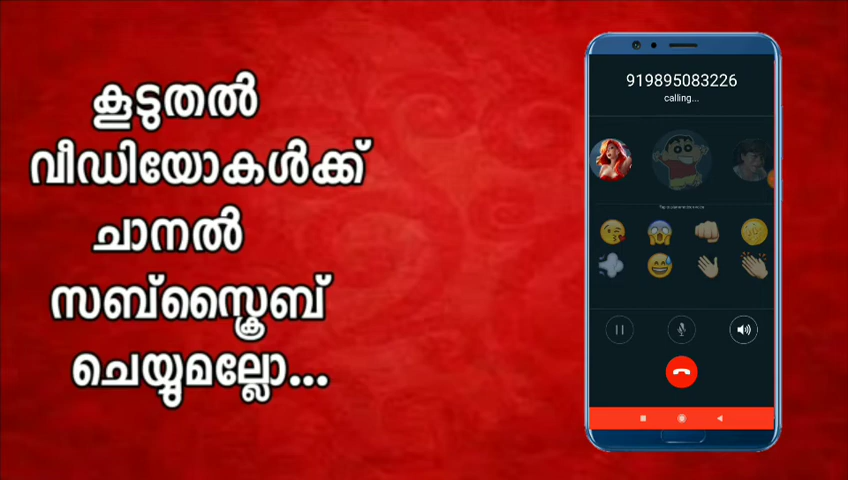 കൂടുതൽ
വീഡിയോകൾക്ക്
ചാനൽ
സബ്സ്ക്രൈബ്
ചെയ്യുമല്ലോ...
919895083226
calling...